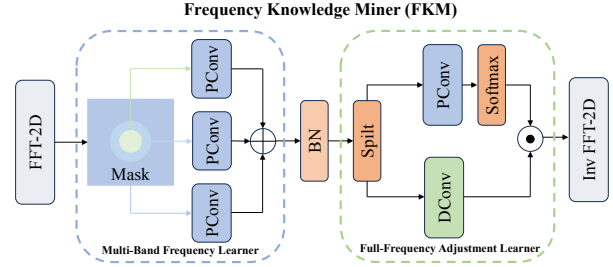 Frequency Knowledge Miner (FKM)
FFT-2D
Mask
PConv
PConv
PConv
BN
Spilt
PConv
Softmax
DConv
Inv FFT-2D
Multi-Band Frequency Learner
Full-Frequency Adjustment Learner